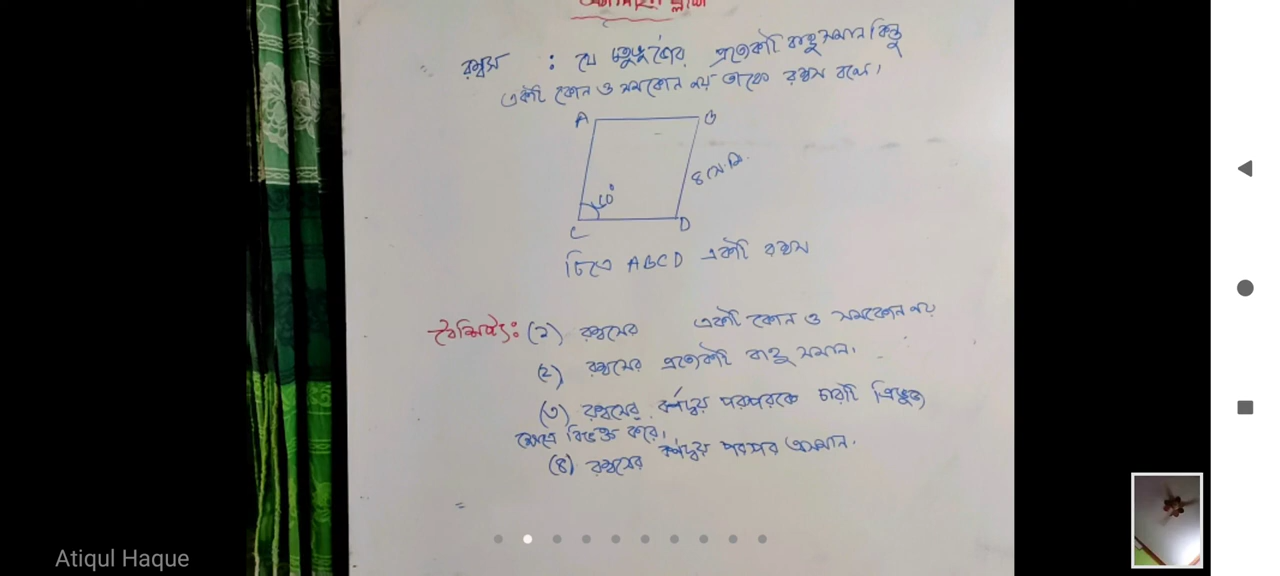 রম্বস : যে চতুর্ভূজের প্রত্যেকটি বাহু সমান কিন্তু
একটি কোন ও সমকোন নয় তাকে রম্বস বলে।
A B
60°
C D
চিত্রে ABCD একটি রম্বস
বৈশিষ্ট্য: (১) রম্বসের একটি কোন ও সমকোন নয়
(২) রম্বসের প্রত্যেকটি বাহু সমান।
(৩) রম্বসের কর্ণদ্বয় পরস্পরকে চারটি ত্রিভুজ
ক্ষেত্রে বিভক্ত করে।
(৪) রম্বসের কর্ণদ্বয় পরস্পর অসমান।
Atiqul Haque